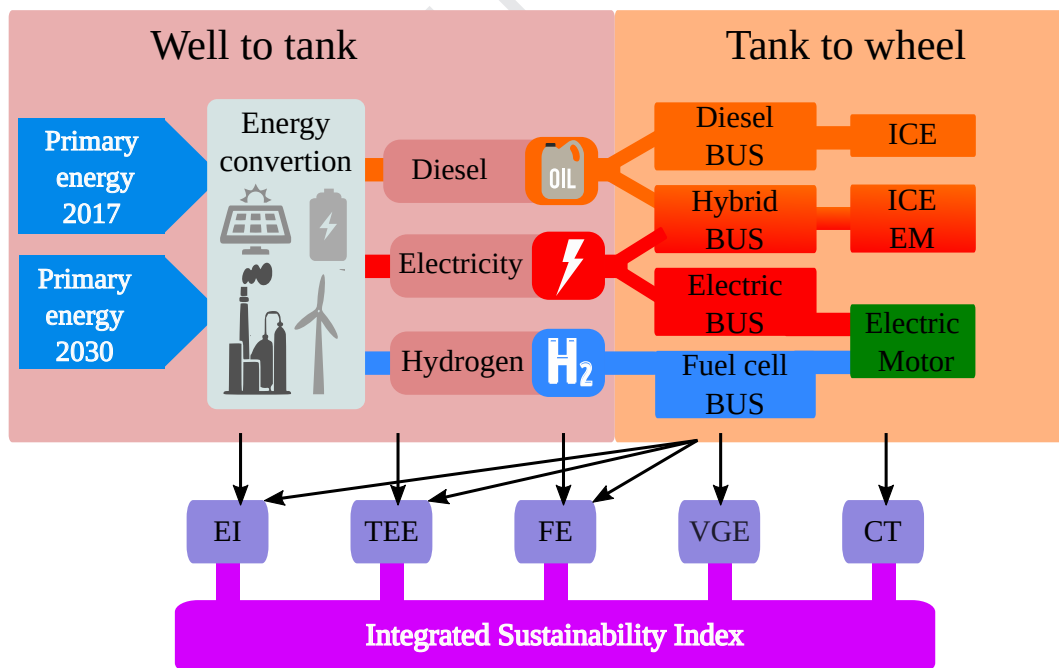 Well to tank
Tank to wheel
Primary
energy
2017
Primary
energy
2030
Energy
convertion
Diesel
OIL
Electricity
Hydrogen
H2
Diesel
BUS
Hybrid
BUS
Electric
BUS
Fuel cell
BUS
ICE
ICE
EM
Electric
Motor
EI
TEE
FE
VGE
CT
Integrated Sustainability Index